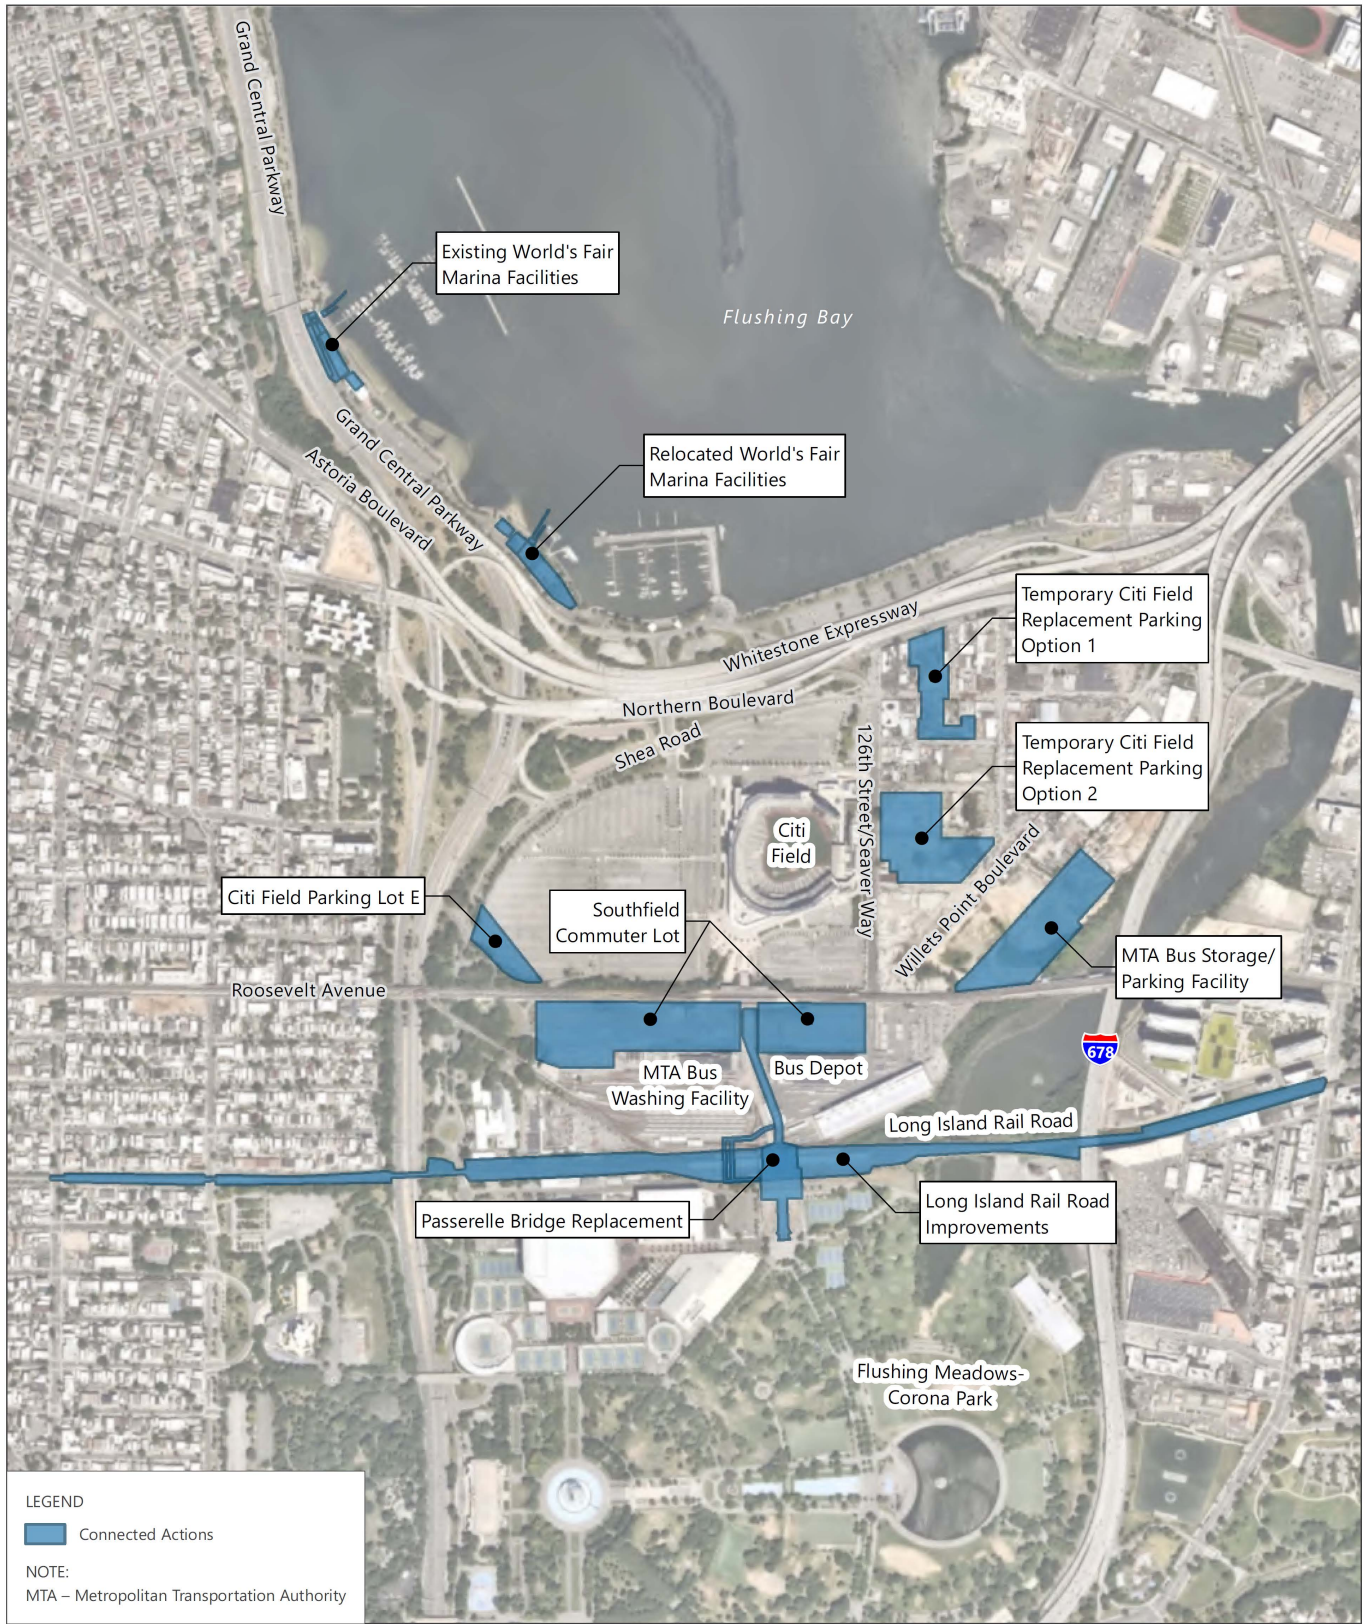 Grand Central Parkway
Existing World's Fair
Marina Facilities
Flushing Bay
Grand Central Parkway
Astoria Boulevard
Relocated World's Fair
Marina Facilities
Whitestone Expressway
Temporary Citi Field
Replacement Parking
Option 1
Northern Boulevard
Shea Road
126th Street/Seaver Way
Temporary Citi Field
Replacement Parking
Option 2
Citi
Field
Willets Point Boulevard
Citi Field Parking Lot E
Southfield
Commuter Lot
MTA Bus Storage/
Parking Facility
Roosevelt Avenue
678
MTA Bus
Washing Facility
Bus Depot
Long Island Rail Road
Passerelle Bridge Replacement
Long Island Rail Road
Improvements
Flushing Meadows-
Corona Park
LEGEND
Connected Actions
NOTE:
MTA – Metropolitan Transportation Authority